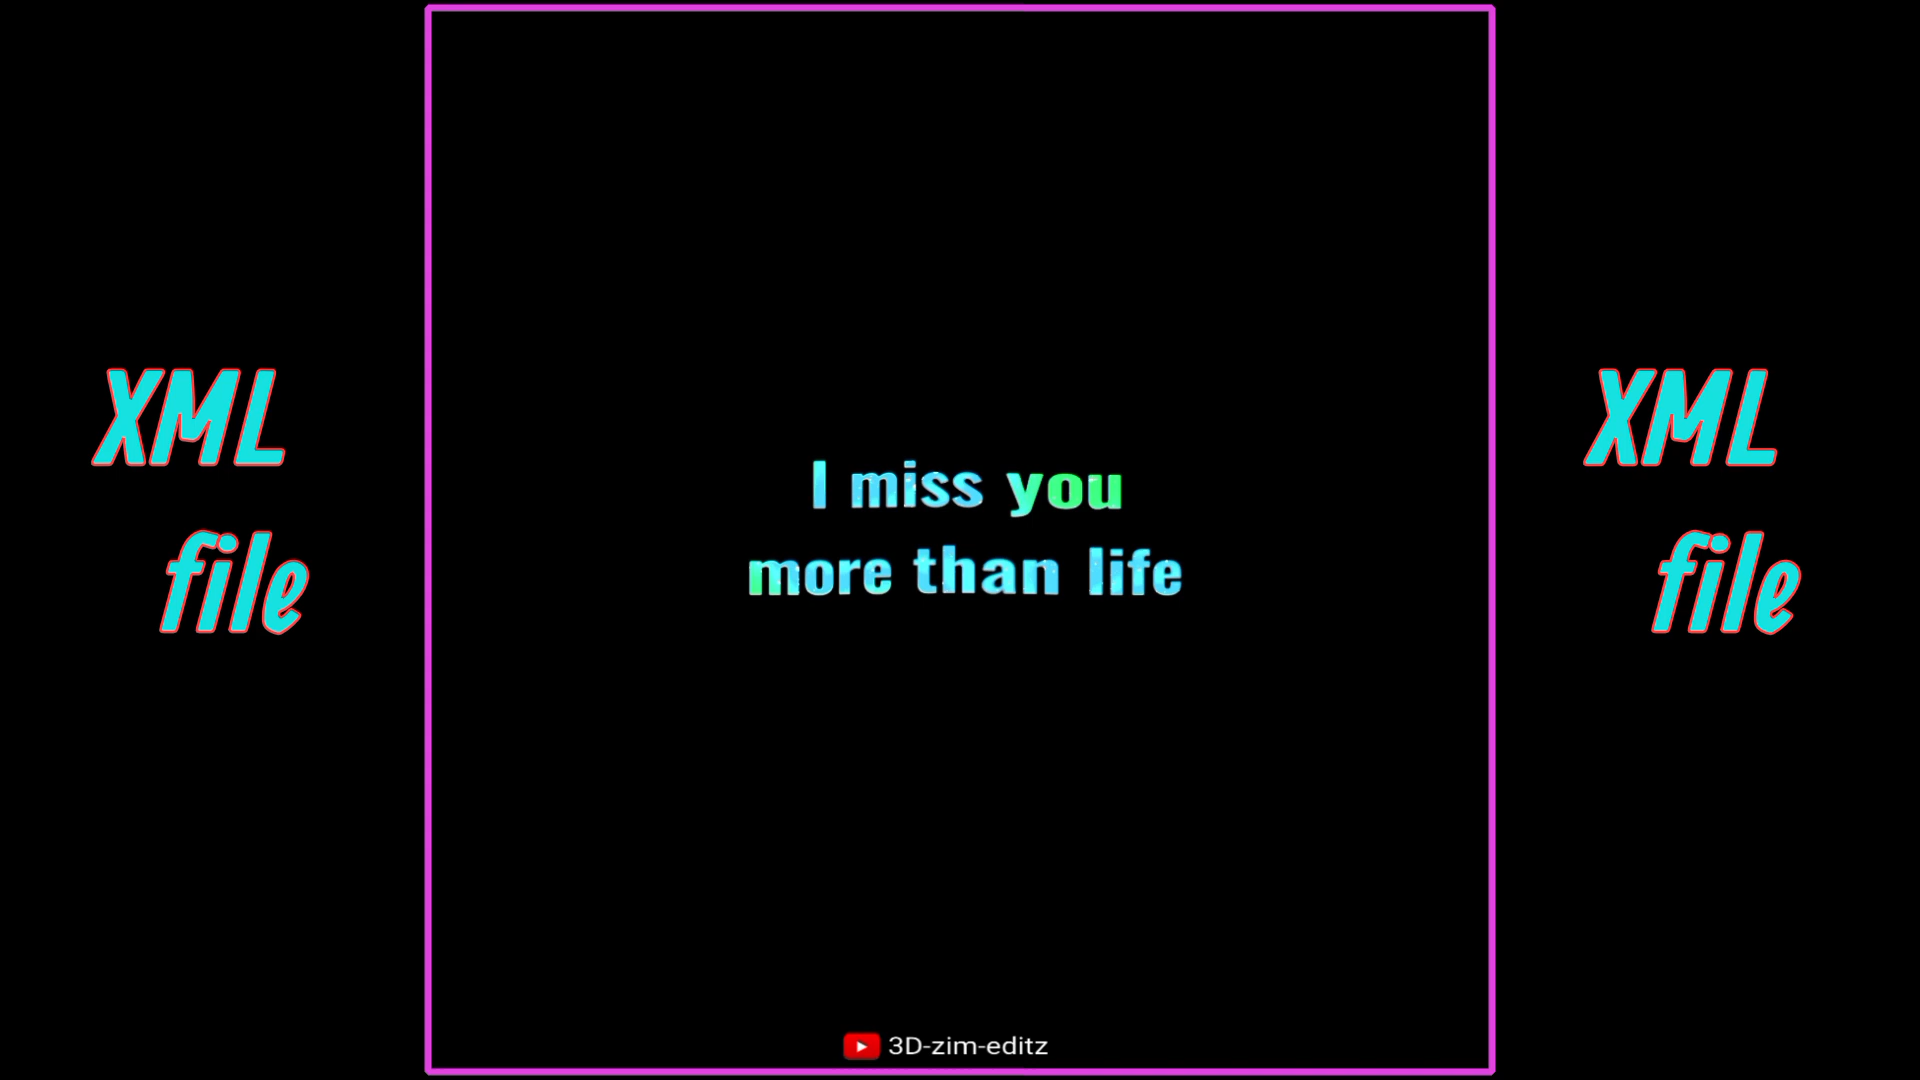 XML
file
I miss you
more than life
XML
file
3D-zim-editz